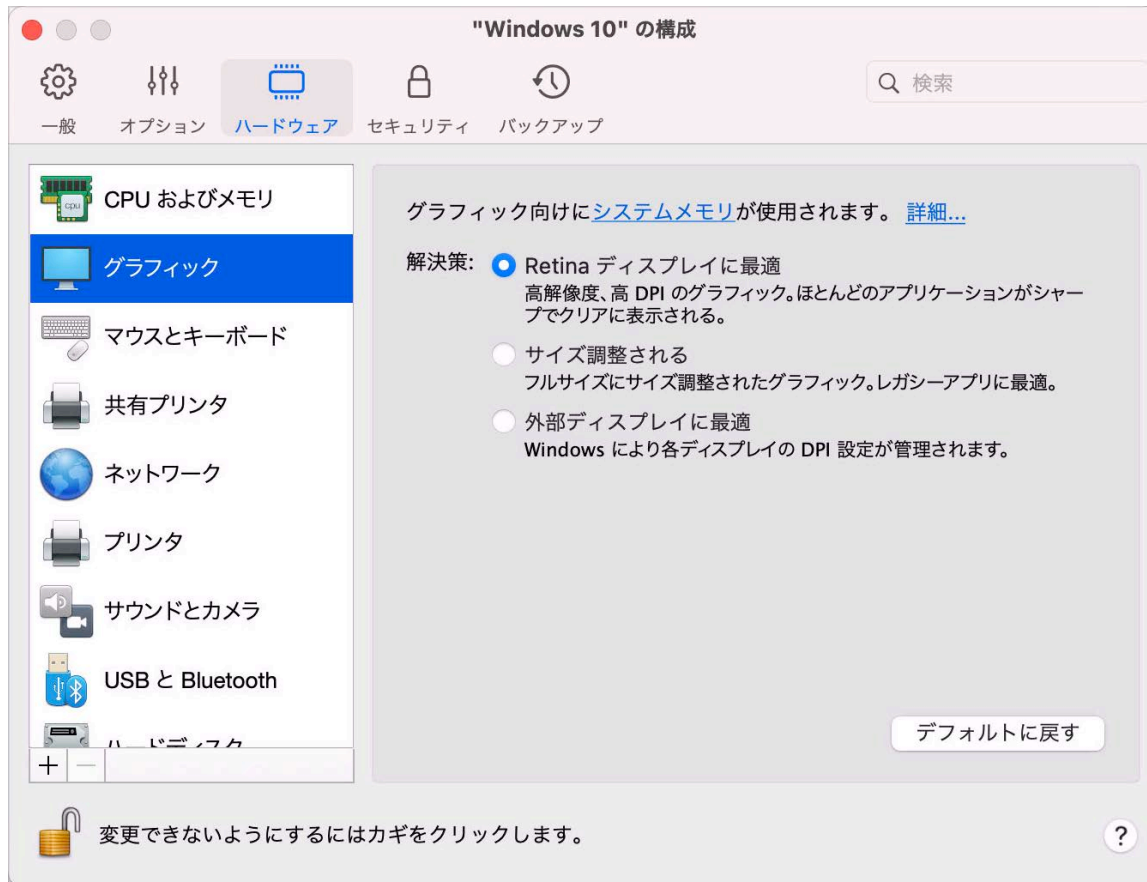 "Windows 10" の構成
一般
オプション
ハードウェア
セキュリティ
バックアップ
検索
CPU およびメモリ
グラフィック
マウスとキーボード
共有プリンタ
ネットワーク
プリンタ
サウンドとカメラ
USB と Bluetooth
ハードディスク
グラフィック向けにシステムメモリが使用されます。 詳細...
解決策: Retina ディスプレイに最適
高解像度、高 DPI のグラフィック。ほとんどのアプリケーションがシャー
プでクリアに表示される。
サイズ調整される
フルサイズにサイズ調整されたグラフィック。レガシーアプリに最適。
外部ディスプレイに最適
Windows により各ディスプレイの DPI 設定が管理されます。
デフォルトに戻す
変更できないようにするにはカギをクリックします。
?